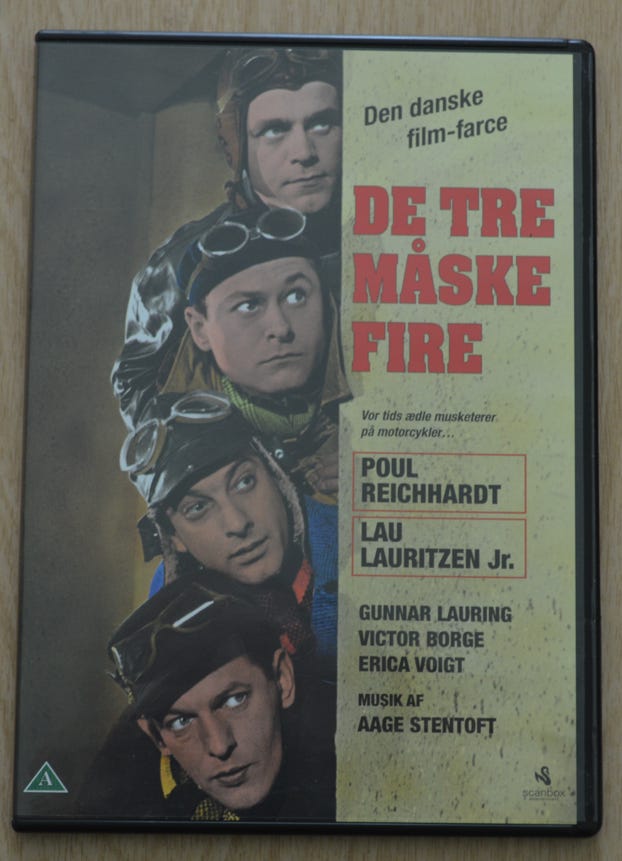 Den danske
film-farce
DE TRE
MÅSKE
FIRE
Vor tids ædle musketerer
på motorcykler...
POUL
REICHHARDT
LAU
LAURITZEN Jr.
GUNNAR LAURING
VICTOR BORGE
ERICA VOIGT
MUSIK AF
AAGE STENTOFT
A
scanbox